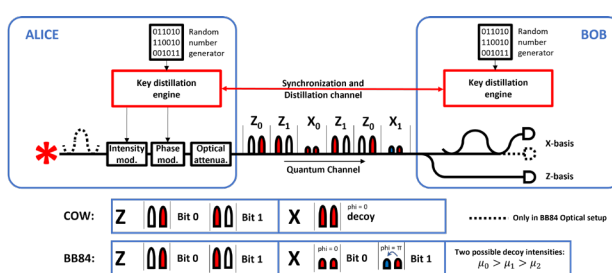 ALICE
BOB
011010
110010
001011
Random
number
generator
011010
110010
001011
Random
number
generator
Key distillation
engine
Synchronization and
Distillation channel
Key distillation
engine
Z0 Z1 X0 Z1 Z0 X1
Intensity
mod.
Phase
mod.
Optical
attenua.
Quantum Channel
X-basis
Z-basis
COW: Z Bit 0 Bit 1 X phi = 0
decoy
Only in BB84 Optical setup
BB84: Z Bit 0 Bit 1 X phi = 0 Bit 0 phi = π Bit 1
Two possible decoy intensities:
μ0 > μ1 > μ2